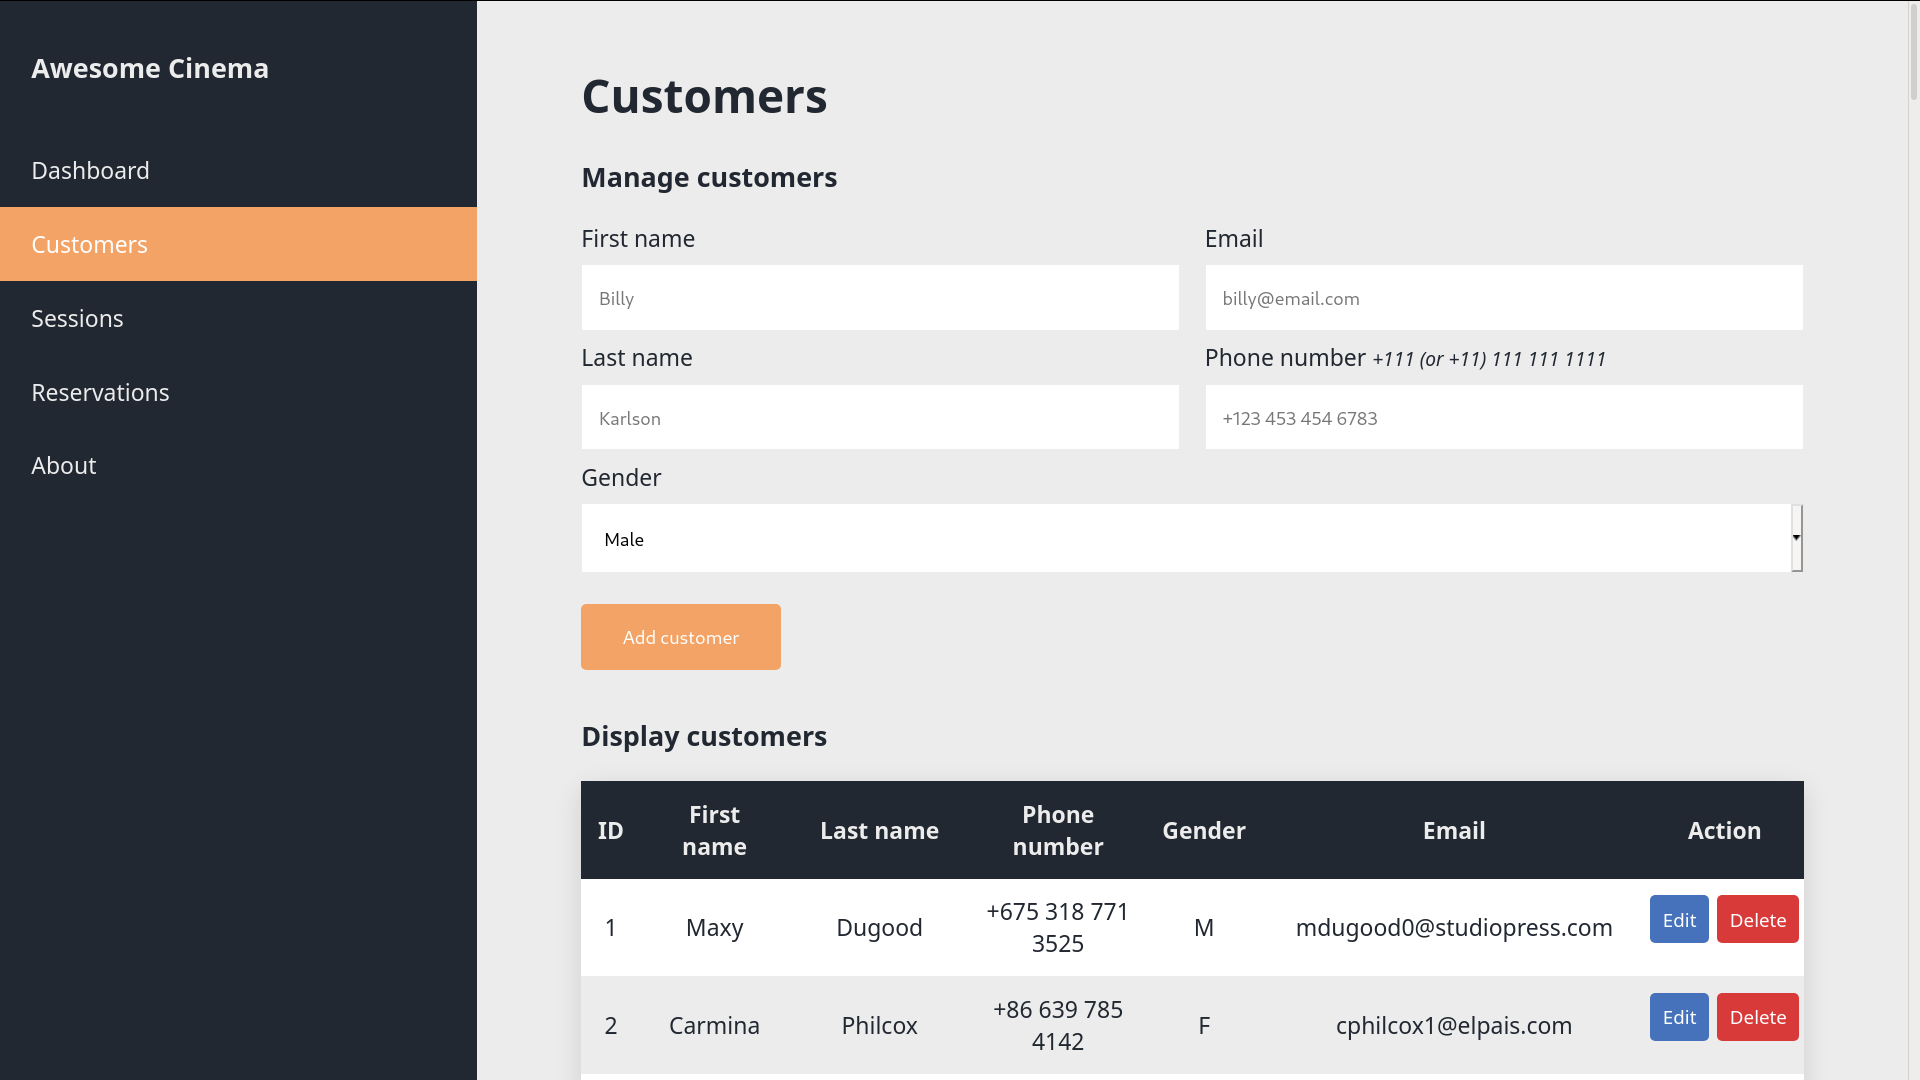 Awesome Cinema
Dashboard
Customers
Sessions
Reservations
About
Customers
Manage customers
First name
Billy
Email
billy@email.com
Last name
Karlson
Phone number +111 (or +11) 111 111 1111
+123 453 454 6783
Gender
Male
Add customer
Display customers
ID First name Last name Phone number Gender Email Action
1 Maxy Dugood +675 318 771 3525 M mdugood0@studiopress.com Edit Delete
2 Carmina Philcox +86 639 785 4142 F cphilcox1@elpais.com Edit Delete